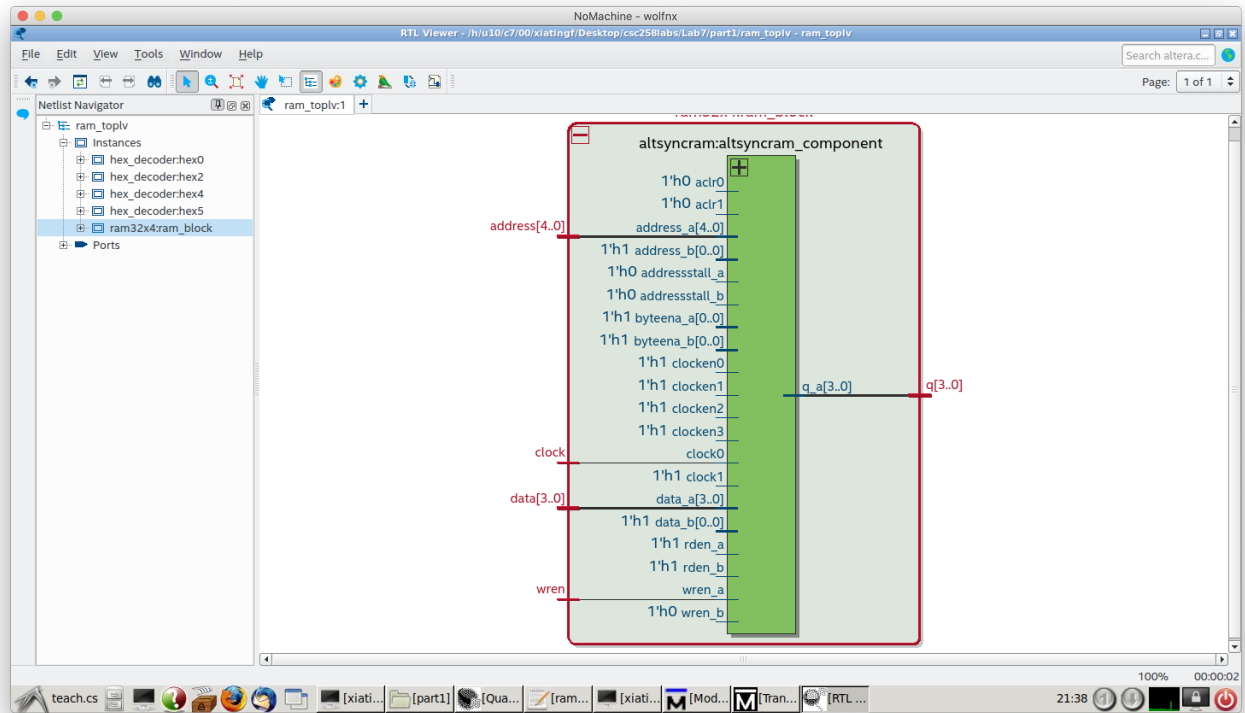 NoMachine - wolfnx
RTL Viewer - /h/u10/c7/00/xiatingf/Desktop/csc258labs/Lab7/part1/ram_toplv - ram_toplv
File Edit View Tools Window Help
Search altera.c...
Page: 1 of 1
Netlist Navigator
ram_toplv:1
ram_toplv
Instances
hex_decoder:hex0
hex_decoder:hex2
hex_decoder:hex4
hex_decoder:hex5
ram32x4:ram_block
Ports
ram32x4:ram_block
altsyncram:altsyncram_component
1'h0 aclr0
1'h0 aclr1
address[4..0] address_a[4..0]
1'h1 address_b[0..0]
1'h0 addressstall_a
1'h0 addressstall_b
1'h1 byteena_a[0..0]
1'h1 byteena_b[0..0]
1'h1 clocken0
1'h1 clocken1
q_a[3..0] q[3..0]
1'h1 clocken2
1'h1 clocken3
clock clock0
1'h1 clock1
data[3..0] data_a[3..0]
1'h1 data_b[0..0]
1'h1 rden_a
1'h1 rden_b
wren wren_a
1'h0 wren_b
100% 00:00:02
teach.cs [xiati... [part1] [Qua... [ram... [xiati... [Mod... [Tran... [RTL ... 21:38 1 2